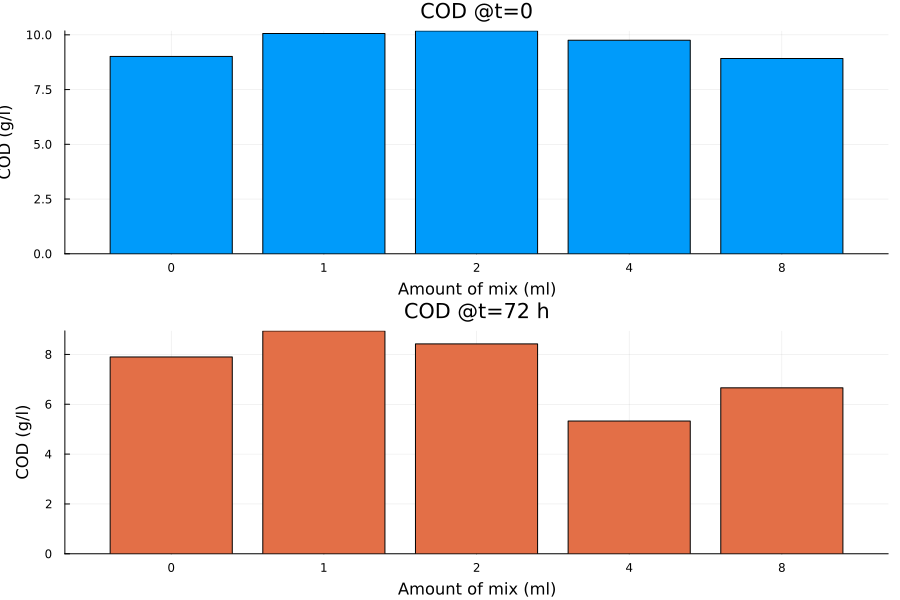 COD @t=0
COD (g/l)
10.0
7.5
5.0
2.5
0.0
0 1 2 4 8
Amount of mix (ml)
COD @t=72 h
COD (g/l)
8
6
4
2
0
0 1 2 4 8
Amount of mix (ml)